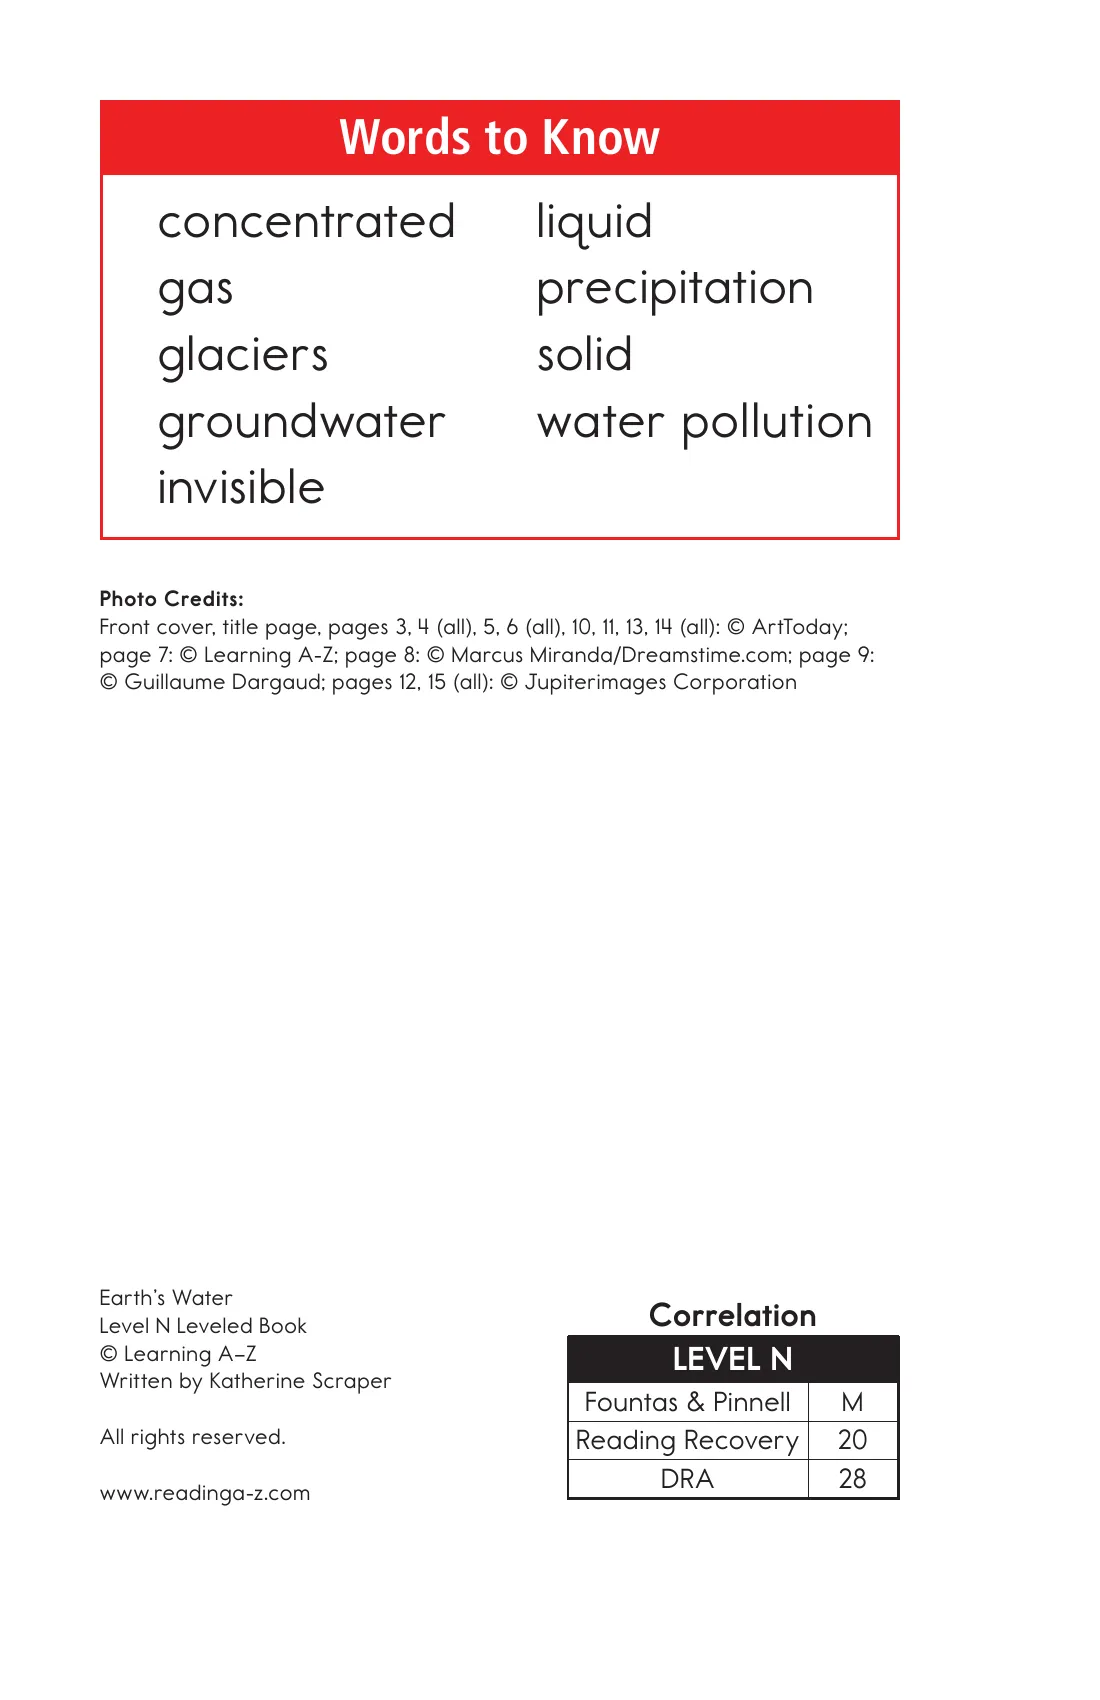 Words to Know
concentrated
gas
glaciers
groundwater
invisible
liquid
precipitation
solid
water pollution
Photo Credits:
Front cover, title page, pages 3, 4 (all), 5, 6 (all), 10, 11, 13, 14 (all): © ArtToday;
page 7: © Learning A-Z; page 8: © Marcus Miranda/Dreamstime.com; page 9:
© Guillaume Dargaud; pages 12, 15 (all): © Jupiterimages Corporation
Earth's Water
Level N Leveled Book
© Learning A–Z
Written by Katherine Scraper
All rights reserved.
www.readinga-z.com
Correlation
LEVEL N
Fountas & Pinnell M
Reading Recovery 20
DRA 28